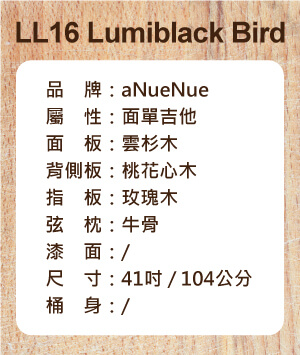 LL16 Lumiblack Bird
品　牌：aNueNue
屬　性：面單吉他
面　板：雲杉木
背側板：桃花心木
指　板：玫瑰木
弦　枕：牛骨
漆　面：/
尺　寸：41吋 / 104公分
桶　身：/